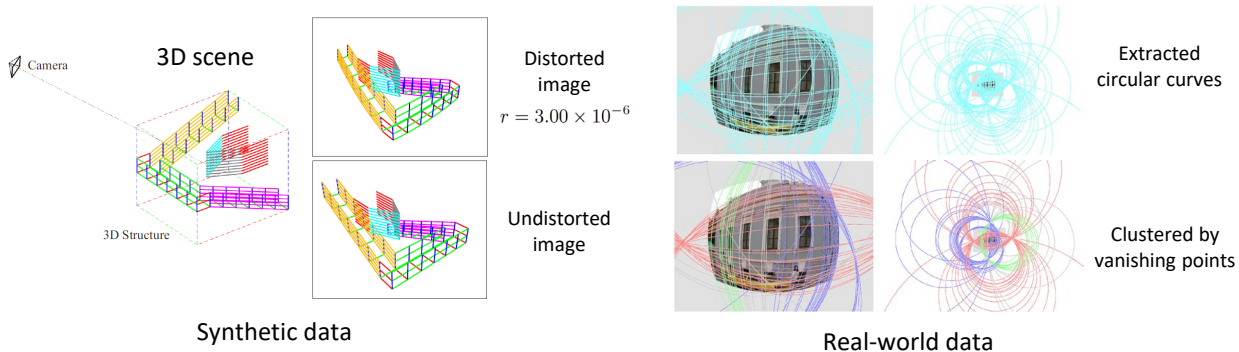 3D scene
Camera
3D Structure
Distorted
image
r = 3.00 × 10⁻⁶
Undistorted
image
Synthetic data
Extracted
circular curves
Clustered by
vanishing points
Real-world data